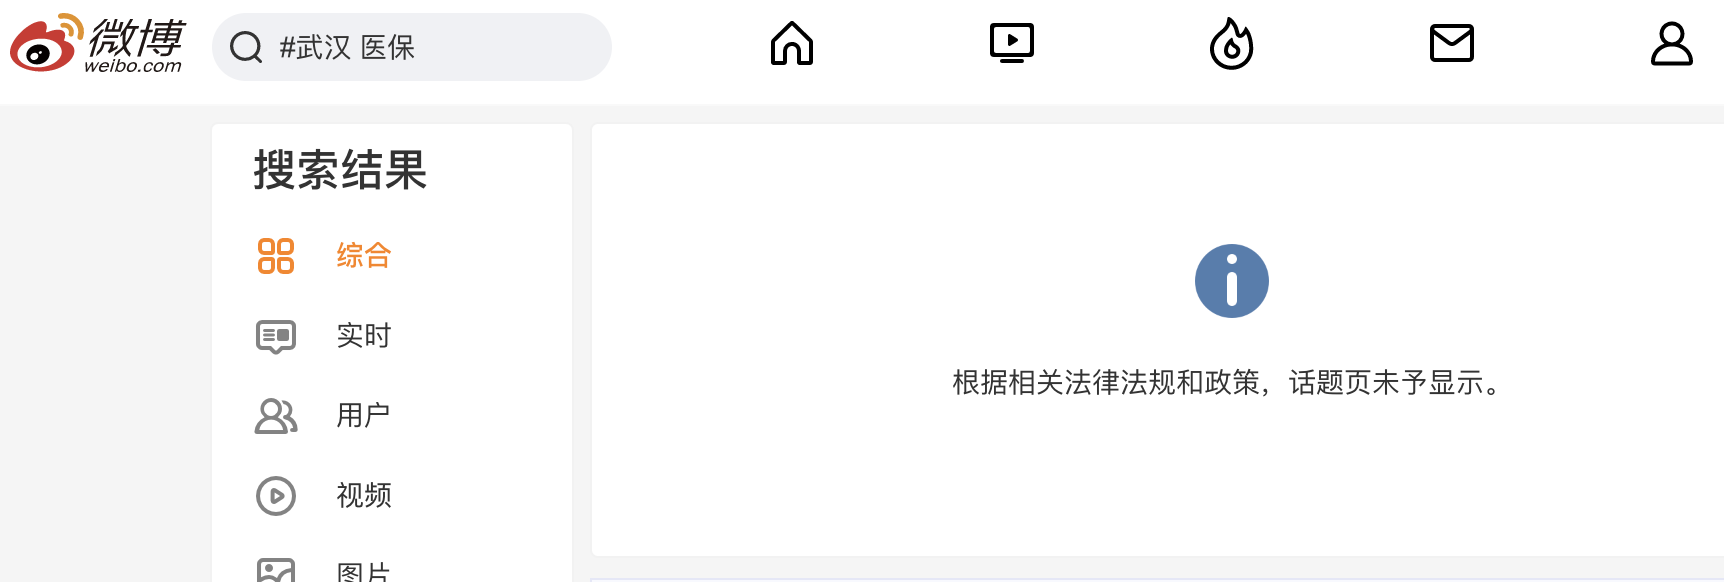 微博
weibo.com
#武汉 医保
搜索结果
综合
实时
用户
视频
图片
根据相关法律法规和政策，话题页未予显示。